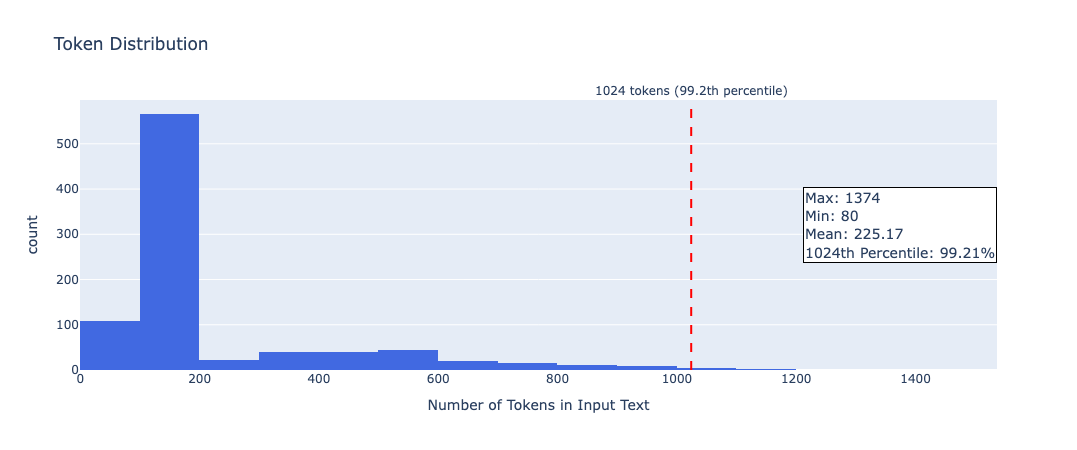 Token Distribution
1024 tokens (99.2th percentile)
500
400
300
200
100
0
count
Max: 1374
Min: 80
Mean: 225.17
1024th Percentile: 99.21%
0 200 400 600 800 1000 1200 1400
Number of Tokens in Input Text